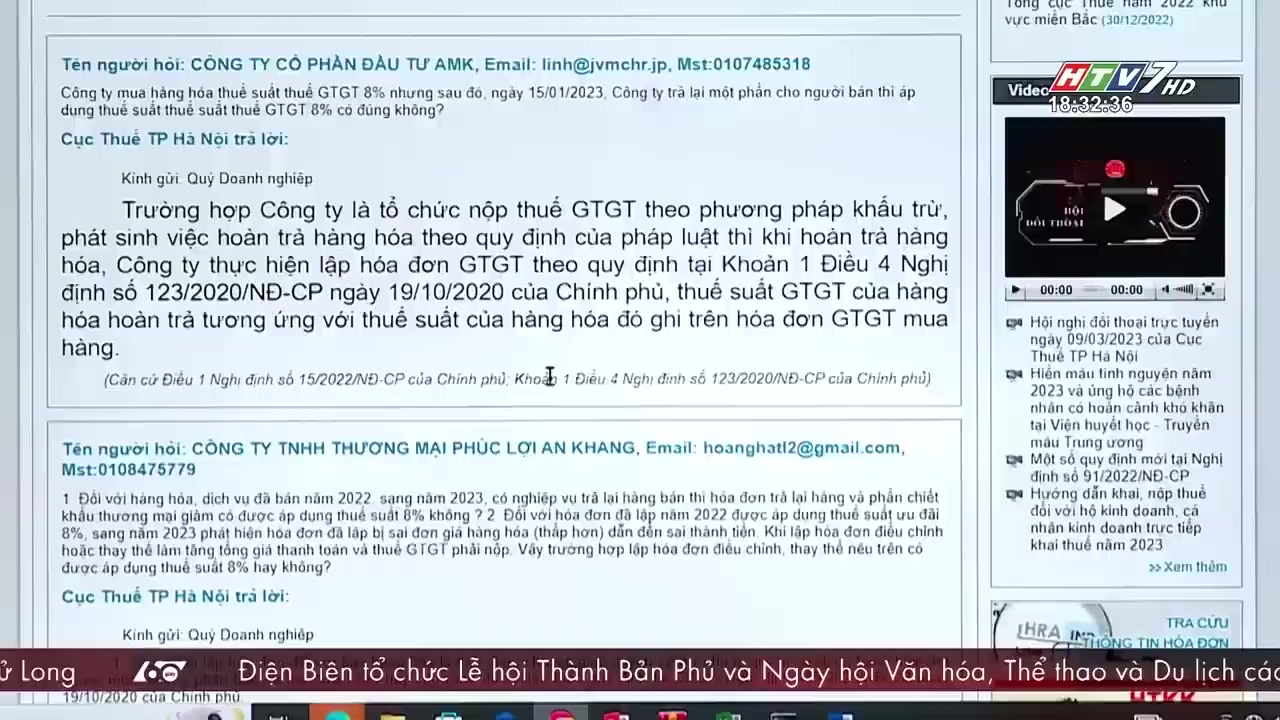 Tổng cục Thuế năm 2022 khu
vực miền Bắc (30/12/2022)
Tên người hỏi: CÔNG TY CỔ PHẦN ĐẦU TƯ AMK, Email: linh@jvmchr.jp, Mst:0107485318
Công ty mua hàng hóa thuế suất thuế GTGT 8% nhưng sau đó, ngày 15/01/2023, Công ty trả lại một phần cho người bán thì áp
dụng thuế suất thuế suất thuế GTGT 8% có đúng không?
Cục Thuế TP Hà Nội trả lời:
Kính gửi: Quý Doanh nghiệp
Trường hợp Công ty là tổ chức nộp thuế GTGT theo phương pháp khấu trừ,
phát sinh việc hoàn trả hàng hóa theo quy định của pháp luật thì khi hoàn trả hàng
hóa, Công ty thực hiện lập hóa đơn GTGT theo quy định tại Khoản 1 Điều 4 Nghị
định số 123/2020/NĐ-CP ngày 19/10/2020 của Chính phủ, thuế suất GTGT của hàng
hóa hoàn trả tương ứng với thuế suất của hàng hóa đó ghi trên hóa đơn GTGT mua
hàng.
(Căn cứ Điều 1 Nghị định số 15/2022/NĐ-CP của Chính phủ; Khoản 1 Điều 4 Nghị định số 123/2020/NĐ-CP của Chính phủ)
Tên người hỏi: CÔNG TY TNHH THƯƠNG MẠI PHÚC LỢI AN KHANG, Email: hoanghatl2@gmail.com,
Mst:0108475779
1. Đối với hàng hóa, dịch vụ đã bán năm 2022, sang năm 2023, có nghiệp vụ trả lại hàng bán thì hóa đơn trả lại hàng và phần chiết
khấu thương mại giảm có được áp dụng thuế suất 8% không ? 2. Đối với hóa đơn đã lập năm 2022 được áp dụng thuế suất ưu đãi
8%, sang năm 2023 phát hiện hóa đơn đã lập bị sai đơn giá hàng hóa (thấp hơn) dẫn đến sai thành tiền. Khi lập hóa đơn điều chỉnh
hoặc thay thế làm tăng tổng giá thanh toán và thuế GTGT phải nộp. Vậy trường hợp lập hóa đơn điều chỉnh, thay thế nêu trên có
được áp dụng thuế suất 8% hay không?
Cục Thuế TP Hà Nội trả lời:
Kính gửi: Quý Doanh nghiệp
19/10/2020 của Chính phủ.
Video
HTV7 HD
18:32:36
HỘI
ĐỐI THOẠI
00:00 00:00
Hội nghị đối thoại trực tuyến
ngày 09/03/2023 của Cục
Thuế TP Hà Nội
Hiến máu tình nguyện năm
2023 và ủng hộ các bệnh
nhân có hoàn cảnh khó khăn
tại Viện huyết học - Truyền
máu Trung ương
Một số quy định mới tại Nghị
định số 91/2022/NĐ-CP
Hướng dẫn khai, nộp thuế
đối với hộ kinh doanh, cá
nhân kinh doanh trực tiếp
khai thuế năm 2023
>> Xem thêm
TRA CỨU
THÔNG TIN HÓA ĐƠN
HTKK
ử Long 60 giây Điện Biên tổ chức Lễ hội Thành Bản Phủ và Ngày hội Văn hóa, Thể thao và Du lịch các